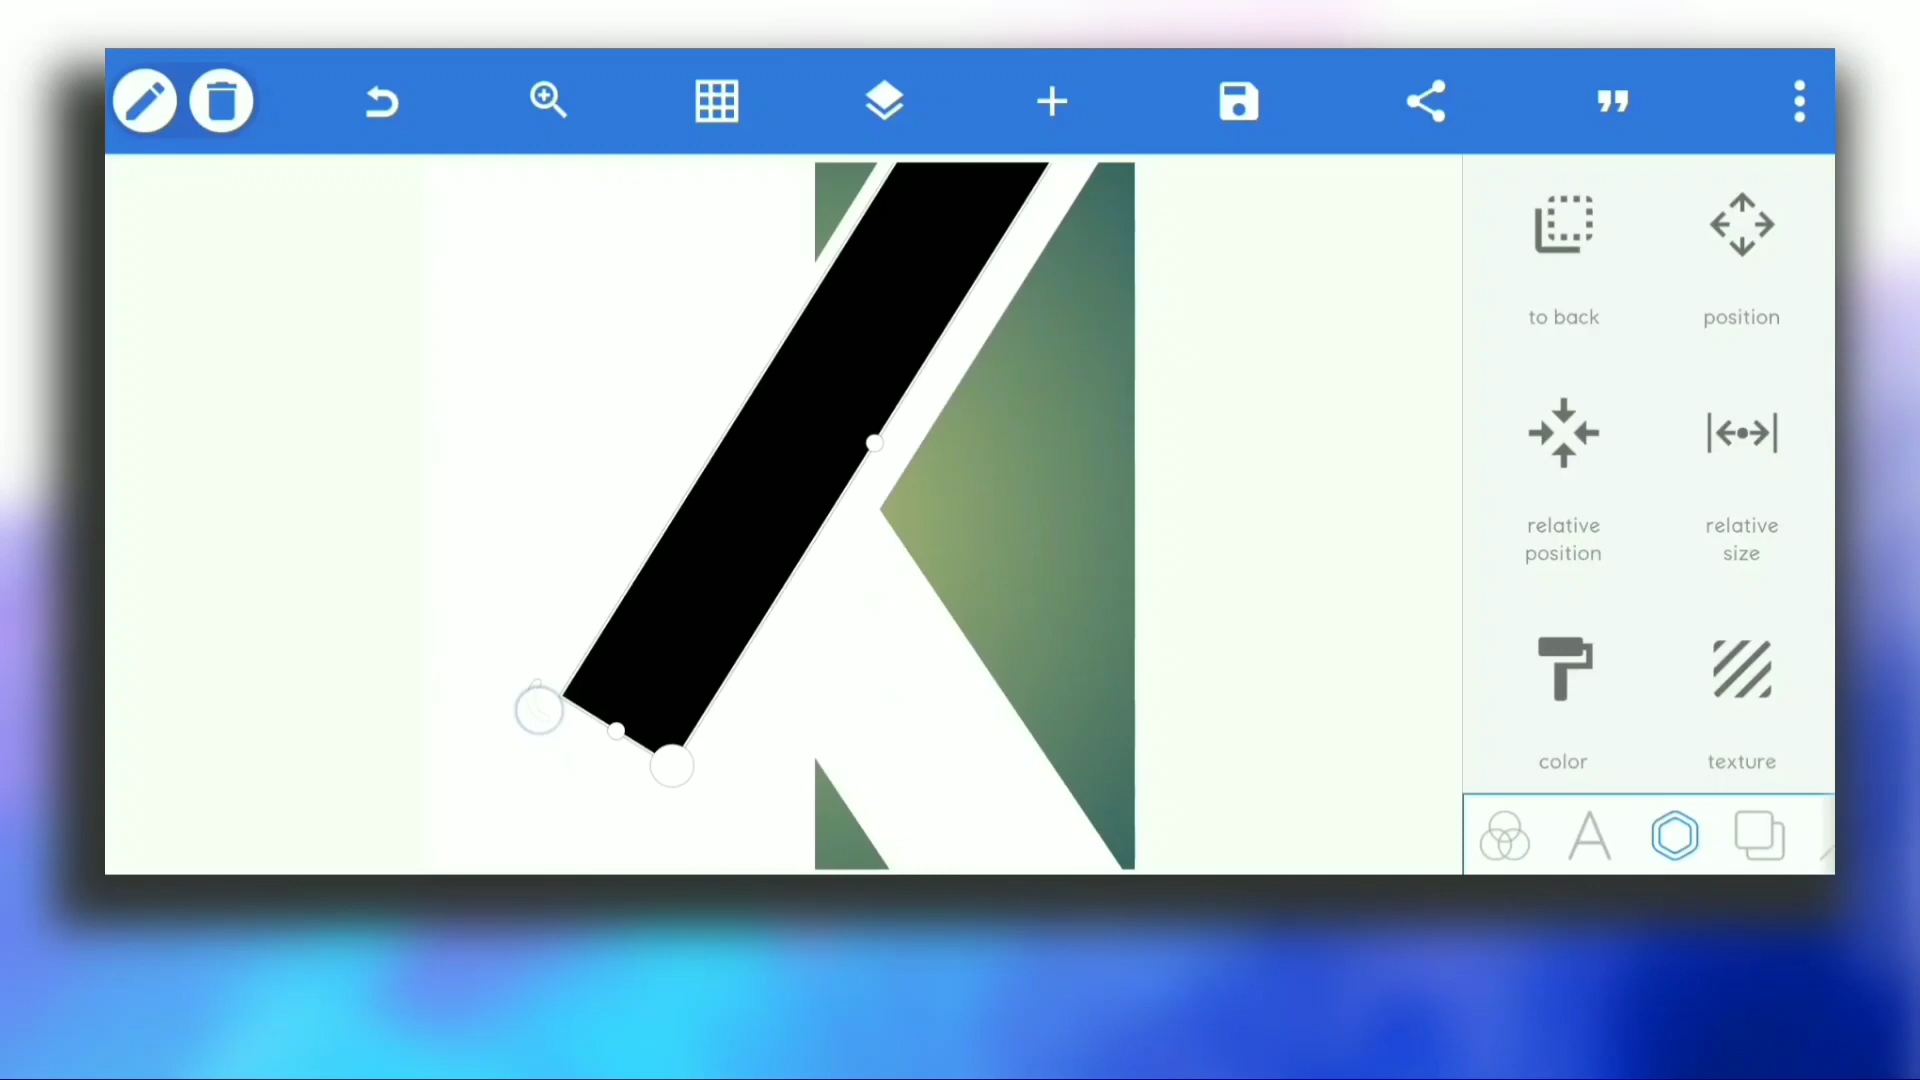 to back
position
relative
position
relative
size
color
texture